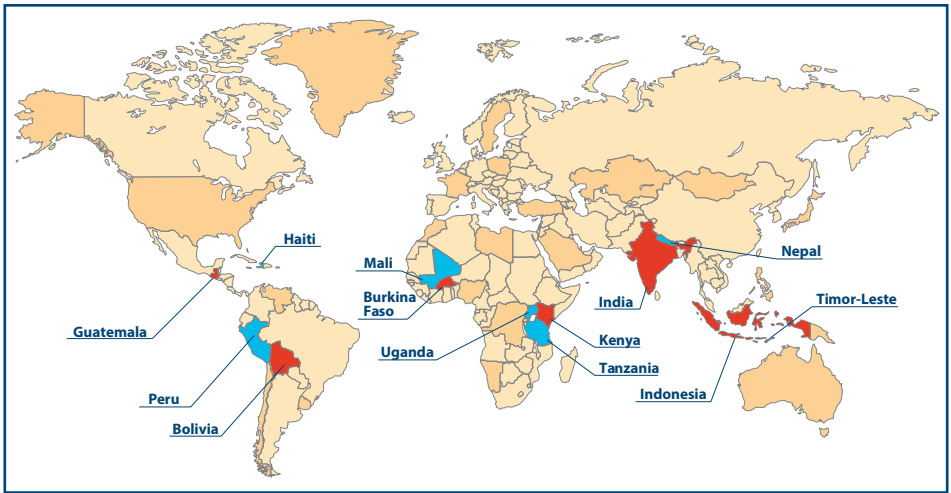 Haiti
Nepal
Mali
Burkina
Faso
India
Timor-Leste
Guatemala
Uganda
Kenya
Tanzania
Indonesia
Peru
Bolivia